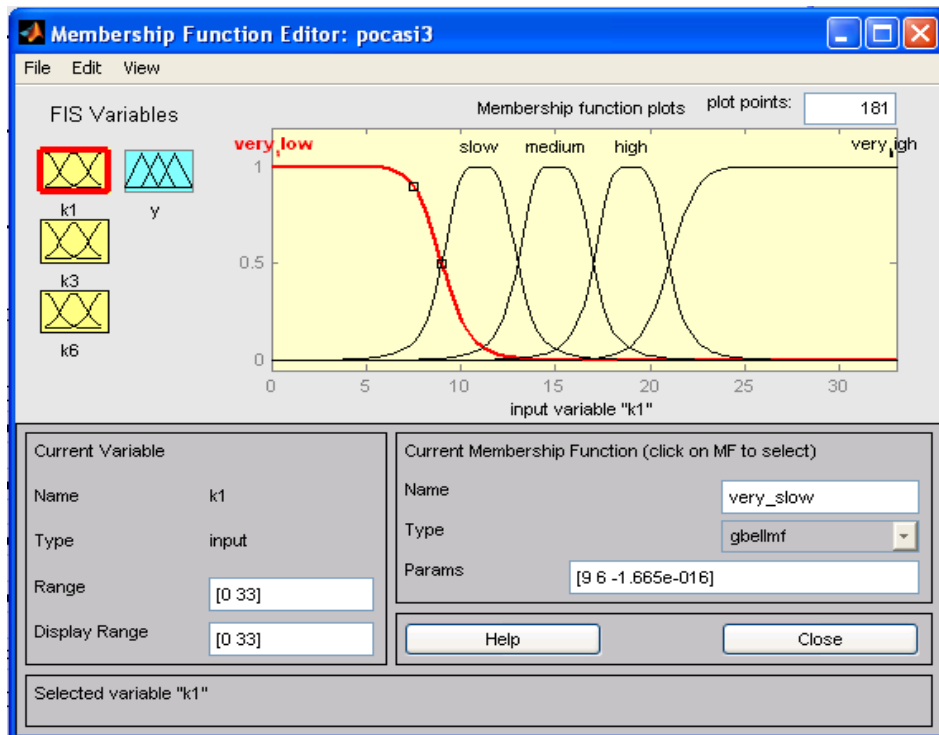 Membership Function Editor: pocasi3
File Edit View
FIS Variables
k1
y
k3
k6
Membership function plots plot points: 181
very_low slow medium high very_igh
1
0.5
0
0 5 10 15 20 25 30
input variable "k1"
Current Variable
Name k1
Type input
Range [0 33]
Display Range [0 33]
Current Membership Function (click on MF to select)
Name very_slow
Type gbellmf
Params [9 6 -1.665e-016]
Help Close
Selected variable "k1"